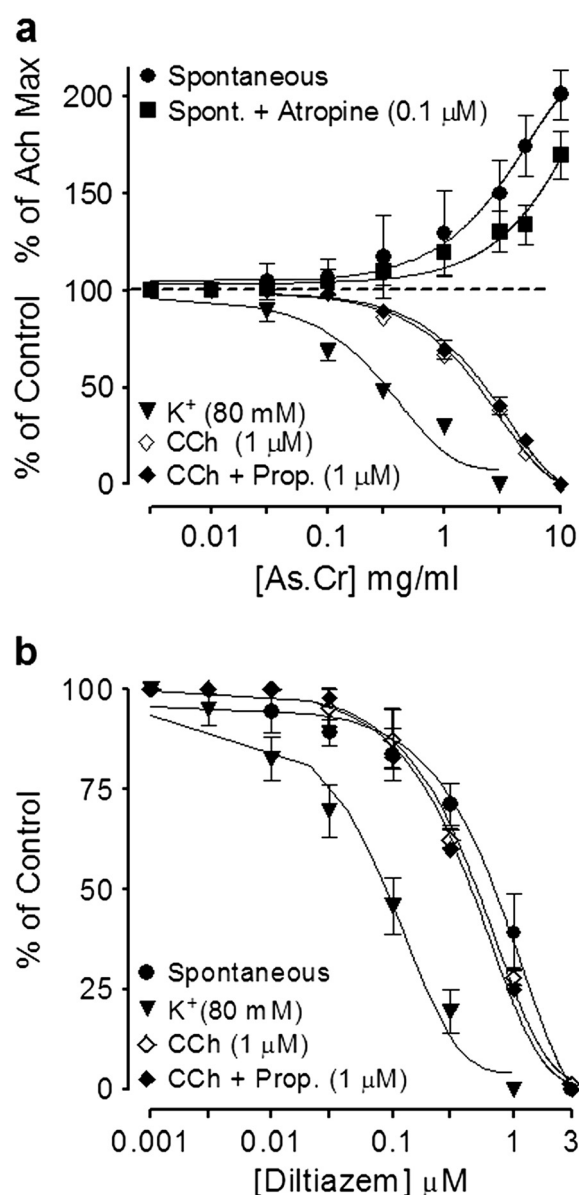 a
% of Ach Max
% of Control
200
150
100
50
0
Spontaneous
Spont. + Atropine (0.1 μM)
K+ (80 mM)
CCh (1 μM)
CCh + Prop. (1 μM)
0.01 0.1 1 10
[As.Cr] mg/ml
b
% of Control
100
75
50
25
0
Spontaneous
K+ (80 mM)
CCh (1 μM)
CCh + Prop. (1 μM)
0.001 0.01 0.1 1 3
[Diltiazem] μM